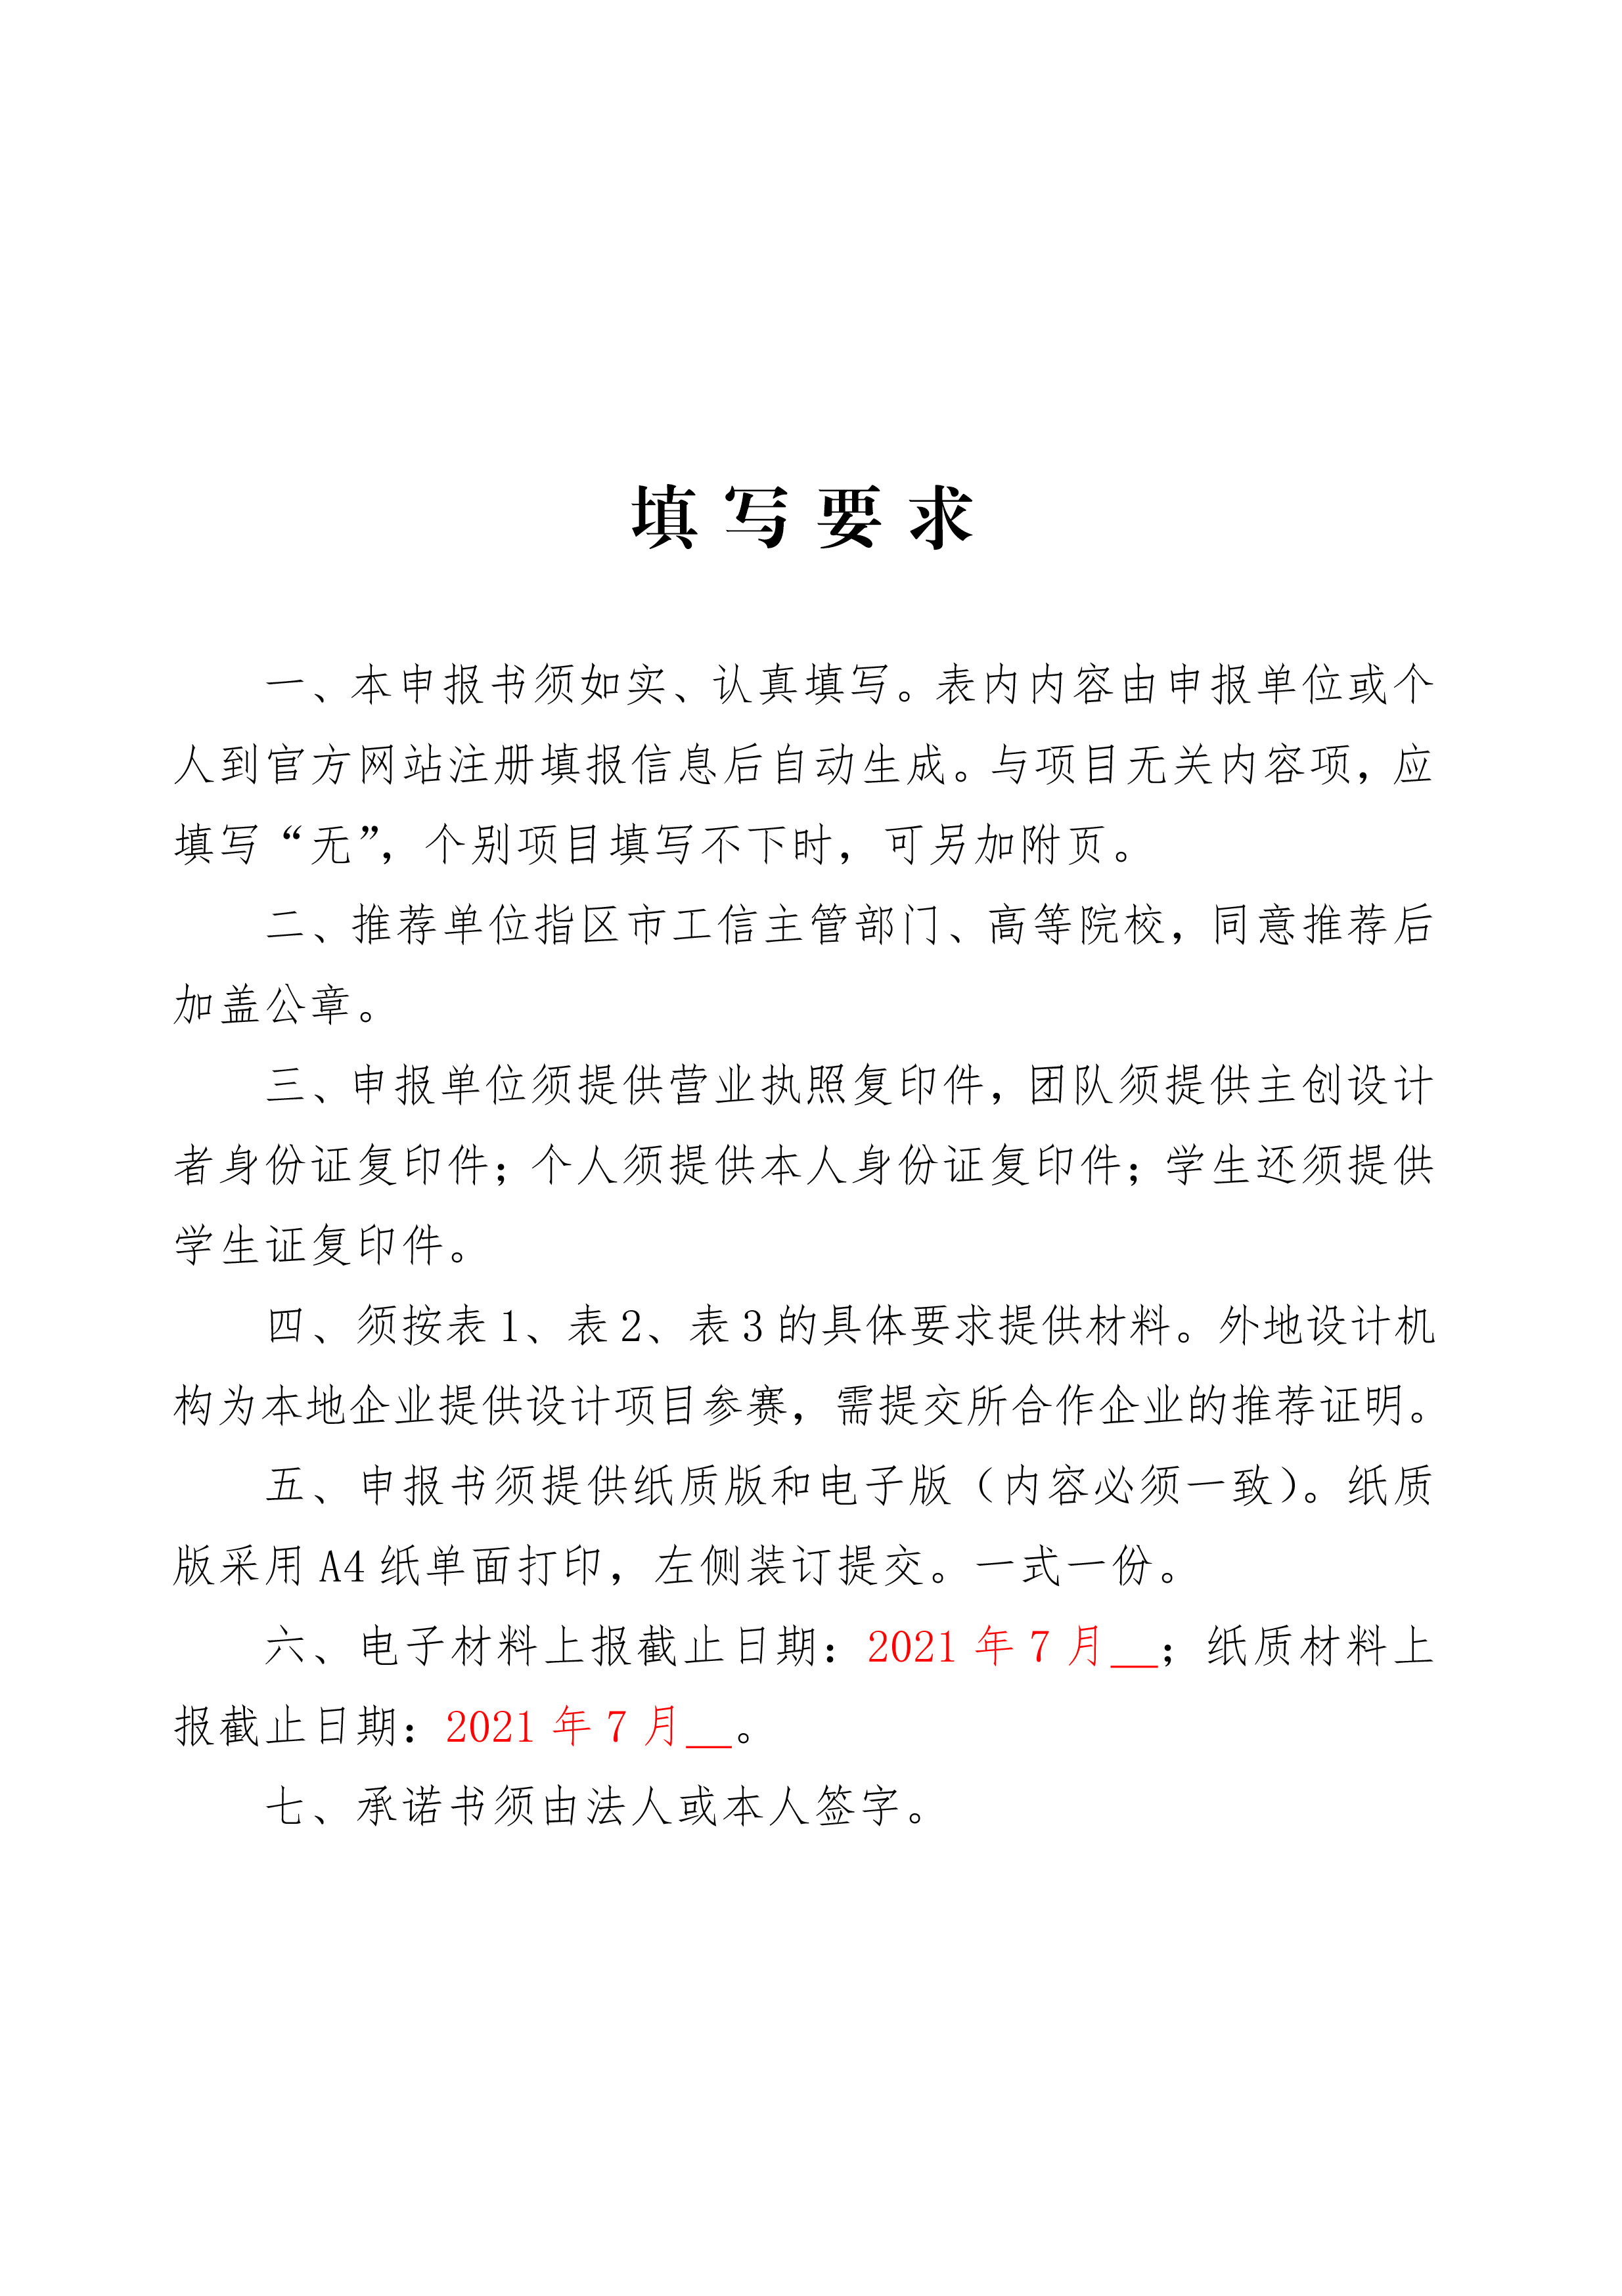 填写要求
一、本申报书须如实、认真填写。表内内容由申报单位或个
人到官方网站注册填报信息后自动生成。与项目无关内容项，应
填写“无”，个别项目填写不下时，可另加附页。
二、推荐单位指区市工信主管部门、高等院校，同意推荐后
加盖公章。
三、申报单位须提供营业执照复印件，团队须提供主创设计
者身份证复印件；个人须提供本人身份证复印件；学生还须提供
学生证复印件。
四、须按表1、表2、表3的具体要求提供材料。外地设计机
构为本地企业提供设计项目参赛，需提交所合作企业的推荐证明。
五、申报书须提供纸质版和电子版（内容必须一致）。纸质
版采用A4纸单面打印，左侧装订提交。一式一份。
六、电子材料上报截止日期：2021年7月__；纸质材料上
报截止日期：2021年7月__。
七、承诺书须由法人或本人签字。